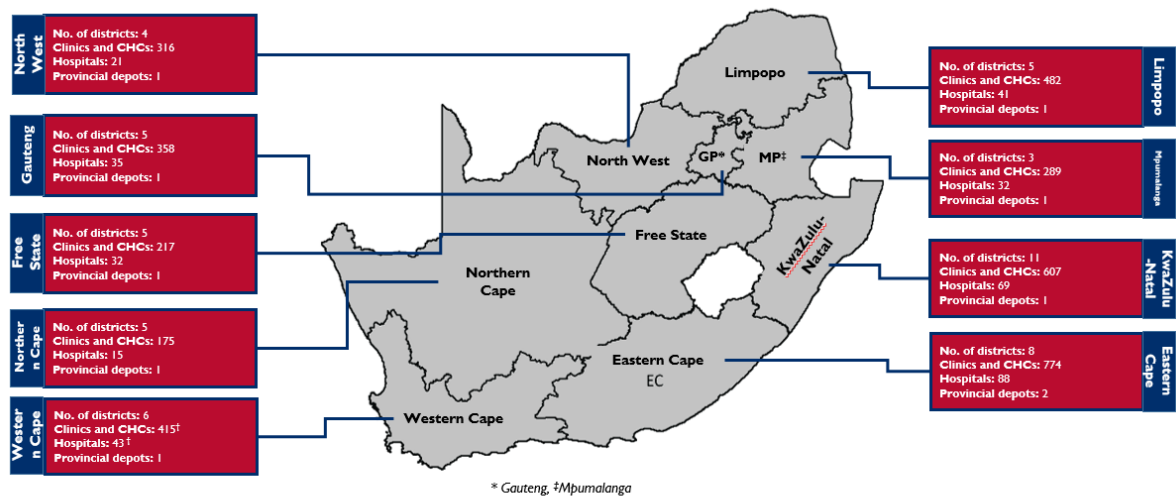 North
West
No. of districts: 4
Clinics and CHCs: 316
Hospitals: 21
Provincial depots: 1
Gauteng
No. of districts: 5
Clinics and CHCs: 358
Hospitals: 35
Provincial depots: 1
Free
State
No. of districts: 5
Clinics and CHCs: 217
Hospitals: 32
Provincial depots: 1
Norther
n Cape
No. of districts: 5
Clinics and CHCs: 175
Hospitals: 15
Provincial depots: 1
Wester
n Cape
No. of districts: 6
Clinics and CHCs: 415†
Hospitals: 43†
Provincial depots: 1
Limpopo
North West
GP*
MP‡
Free State
KwaZulu-
Natal
Northern
Cape
Eastern Cape
EC
Western Cape
No. of districts: 5
Clinics and CHCs: 482
Hospitals: 41
Provincial depots: 1
Limpopo
No. of districts: 3
Clinics and CHCs: 289
Hospitals: 32
Provincial depots: 1
Mpumalanga
No. of districts: 11
Clinics and CHCs: 607
Hospitals: 69
Provincial depots: 1
KwaZulu
-Natal
No. of districts: 8
Clinics and CHCs: 774
Hospitals: 88
Provincial depots: 2
Eastern
Cape
* Gauteng, ‡Mpumalanga